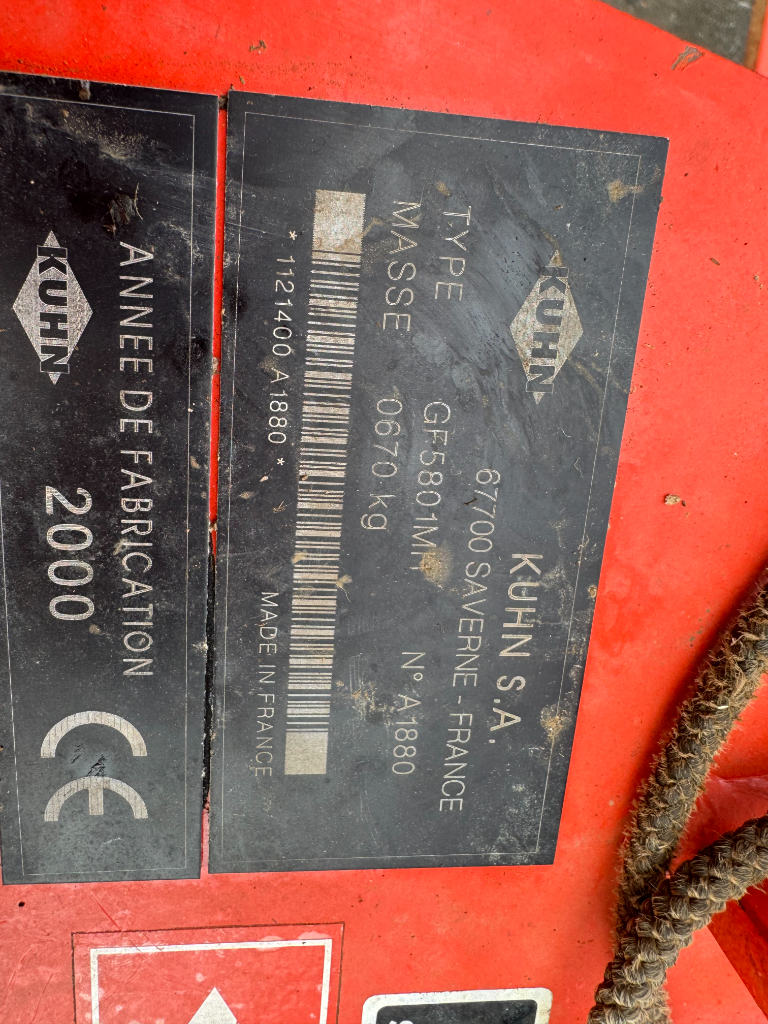 KUHN
KUHN S.A.
67700 SAVERNE - FRANCE
TYPE GF5801MH N° A1880
MASSE 0670 kg
* 1121400 A1880 *
MADE IN FRANCE
KUHN
ANNEE DE FABRICATION
2000
CE